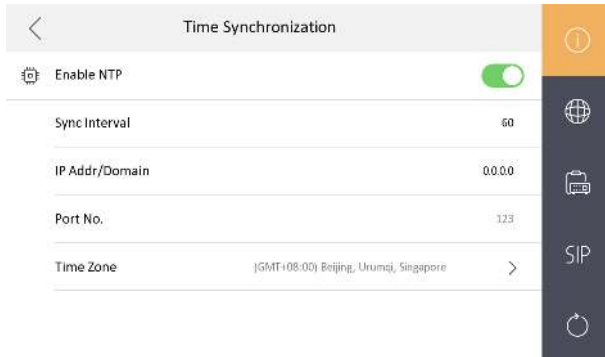 Time Synchronization
Enable NTP
Sync Interval 60
IP Addr/Domain 0.0.0.0
Port No. 123
Time Zone (GMT+08:00) Beijing, Urumqi, Singapore
SIP